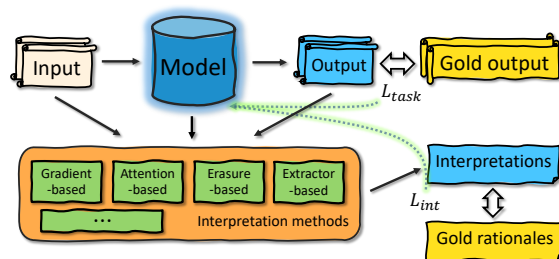 Input
Model
Output
Gold output
L_task
Gradient
-based
Attention
-based
Erasure
-based
Extractor
-based
...
Interpretation methods
Interpretations
L_int
Gold rationales